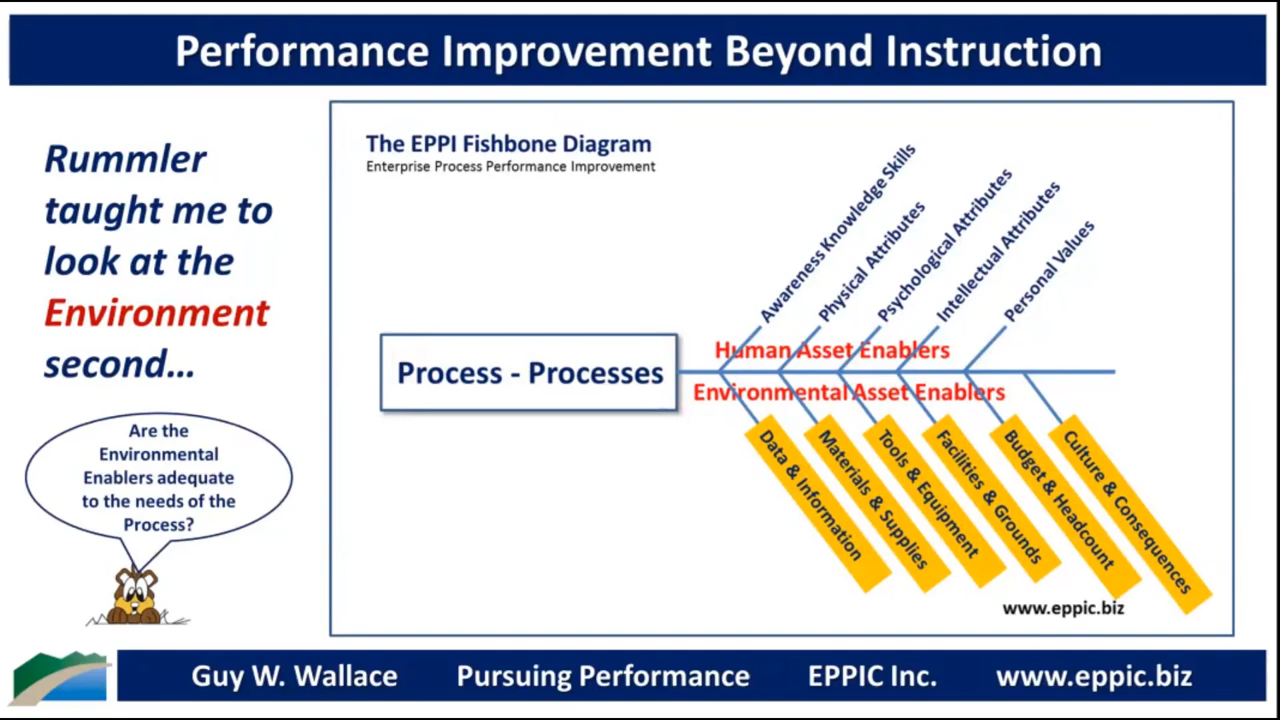 Performance Improvement Beyond Instruction
Rummler
taught me to
look at the
Environment
second...
Are the
Environmental
Enablers adequate
to the needs of the
Process?
The EPPI Fishbone Diagram
Enterprise Process Performance Improvement
Awareness Knowledge Skills
Physical Attributes
Psychological Attributes
Intellectual Attributes
Personal Values
Human Asset Enablers
Process - Processes
Environmental Asset Enablers
Data & Information
Materials & Supplies
Tools & Equipment
Facilities & Grounds
Budget & Headcount
Culture & Consequences
www.eppic.biz
Guy W. Wallace Pursuing Performance EPPIC Inc. www.eppic.biz